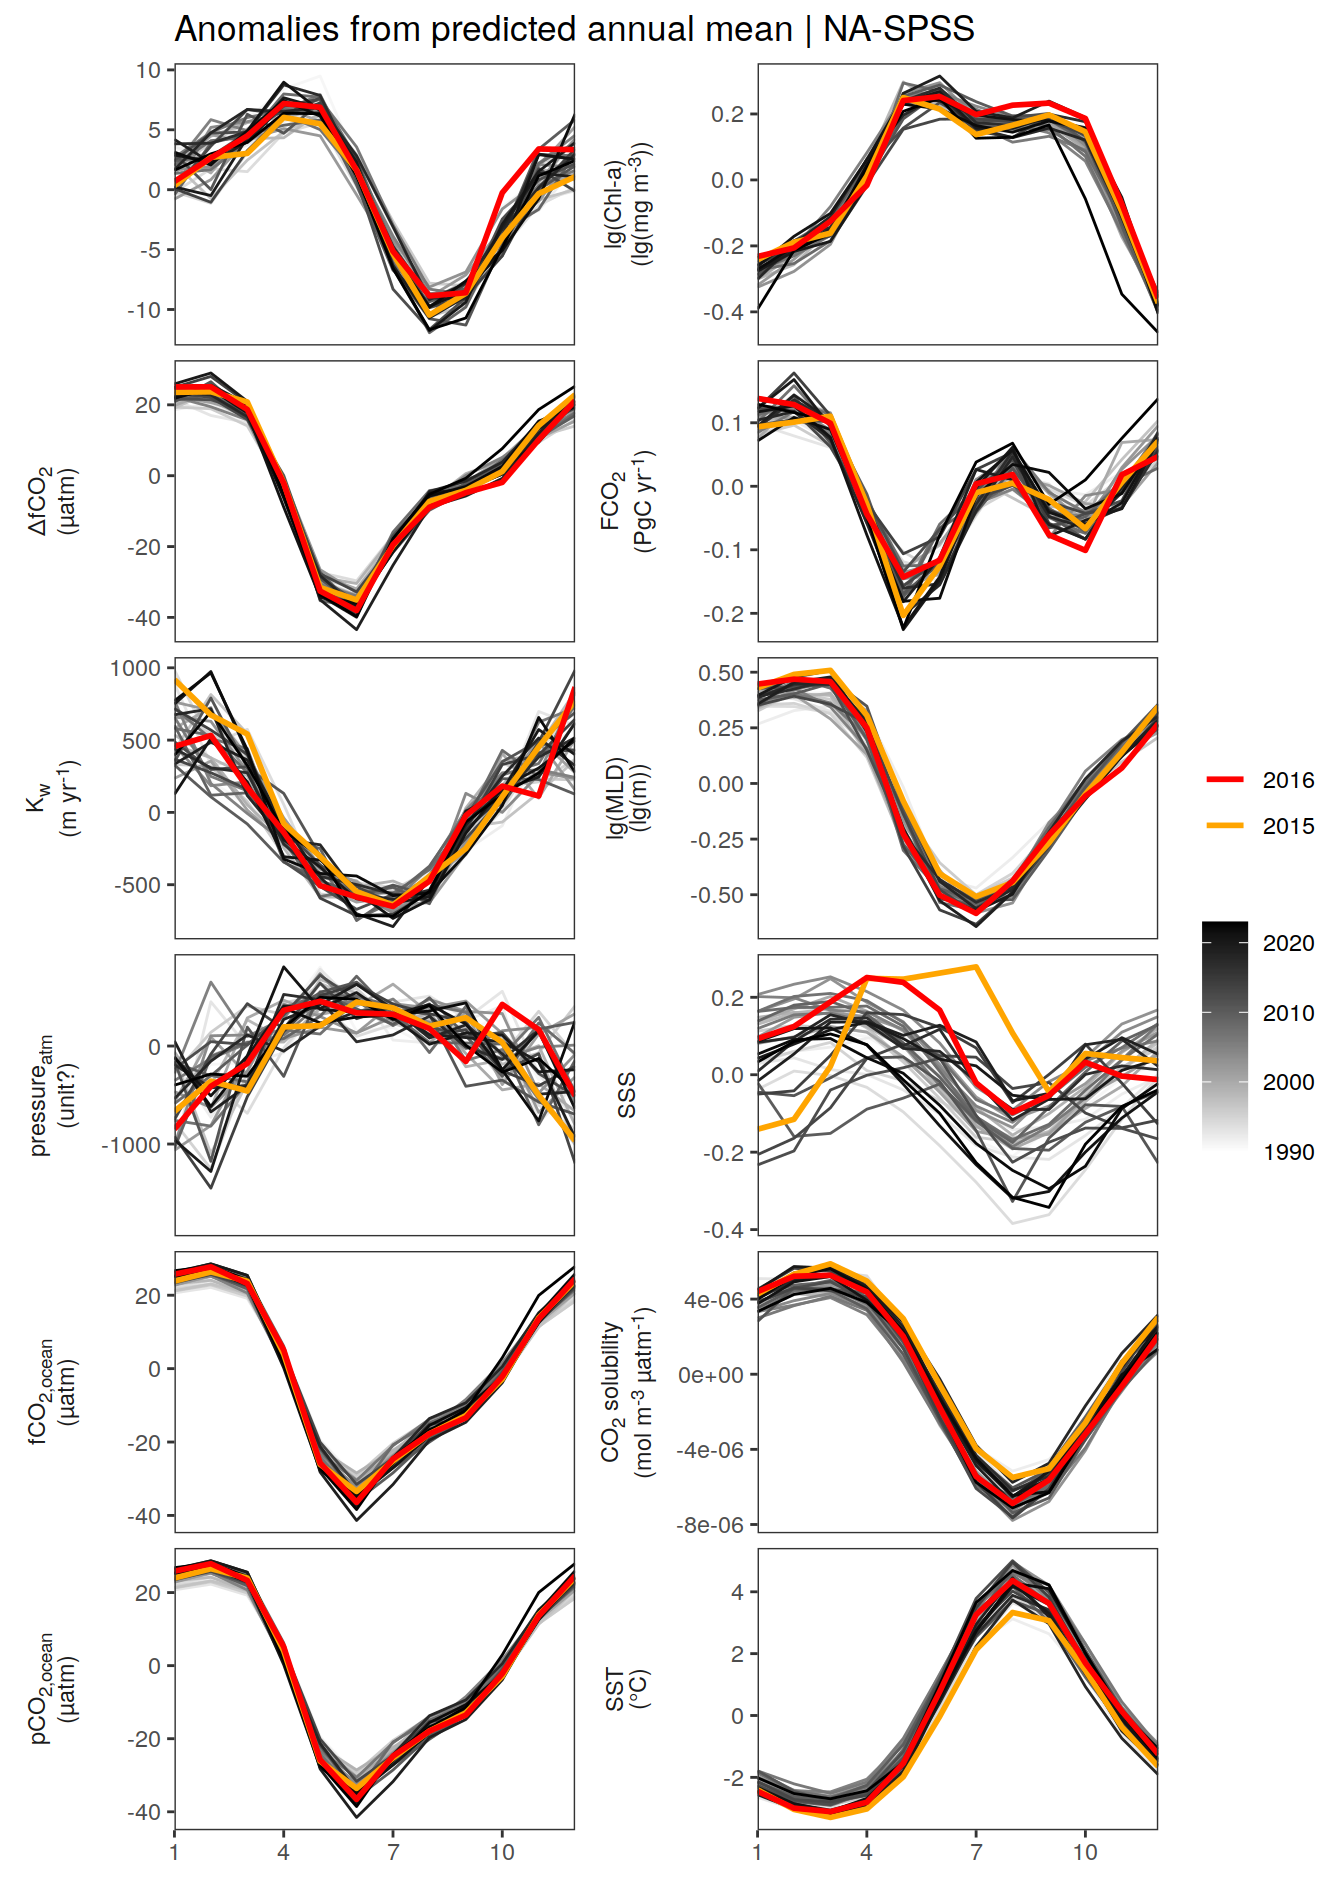 Anomalies from predicted annual mean | NA-SPSS
10
5
0
-5
-10
lg(Chl-a)
(lg(mg m-3))
0.2
0.0
-0.2
-0.4
ΔfCO2
(µatm)
20
0
-20
-40
FCO2
(PgC yr-1)
0.1
0.0
-0.1
-0.2
Kw
(m yr-1)
1000
500
0
-500
lg(MLD)
(lg(m))
0.50
0.25
0.00
-0.25
-0.50
pressureatm
(unit?)
0
-1000
SSS
0.2
0.0
-0.2
-0.4
fCO2,ocean
(µatm)
20
0
-20
-40
CO2 solubility
(mol m-3 µatm-1)
4e-06
0e+00
-4e-06
-8e-06
pCO2,ocean
(µatm)
20
0
-20
-40
SST
(°C)
4
2
0
-2
1 4 7 10
1 4 7 10
2016
2015
2020
2010
2000
1990